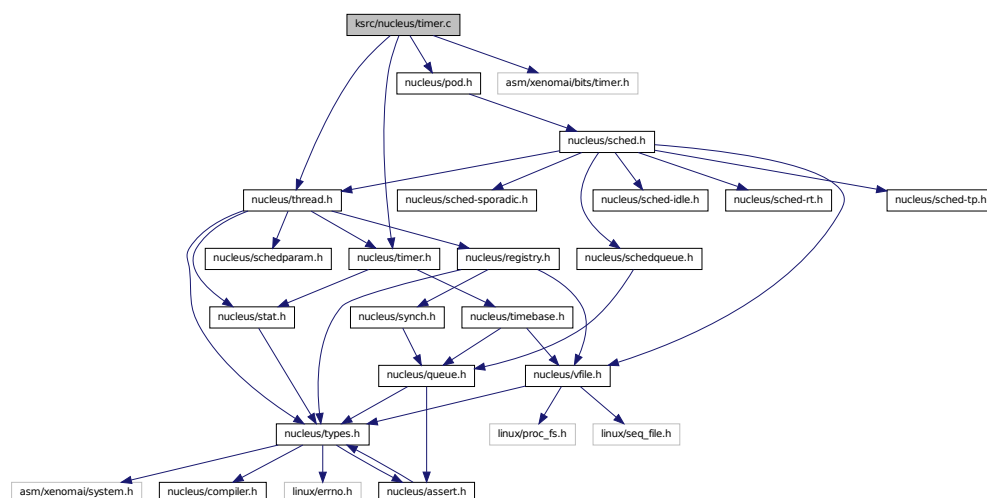 ksrc/nucleus/timer.c
nucleus/pod.h
asm/xenomai/bits/timer.h
nucleus/sched.h
nucleus/thread.h
nucleus/sched-sporadic.h
nucleus/sched-idle.h
nucleus/sched-rt.h
nucleus/sched-tp.h
nucleus/schedparam.h
nucleus/timer.h
nucleus/registry.h
nucleus/schedqueue.h
nucleus/stat.h
nucleus/synch.h
nucleus/timebase.h
nucleus/queue.h
nucleus/vfile.h
nucleus/types.h
linux/proc_fs.h
linux/seq_file.h
asm/xenomai/system.h
nucleus/compiler.h
linux/errno.h
nucleus/assert.h